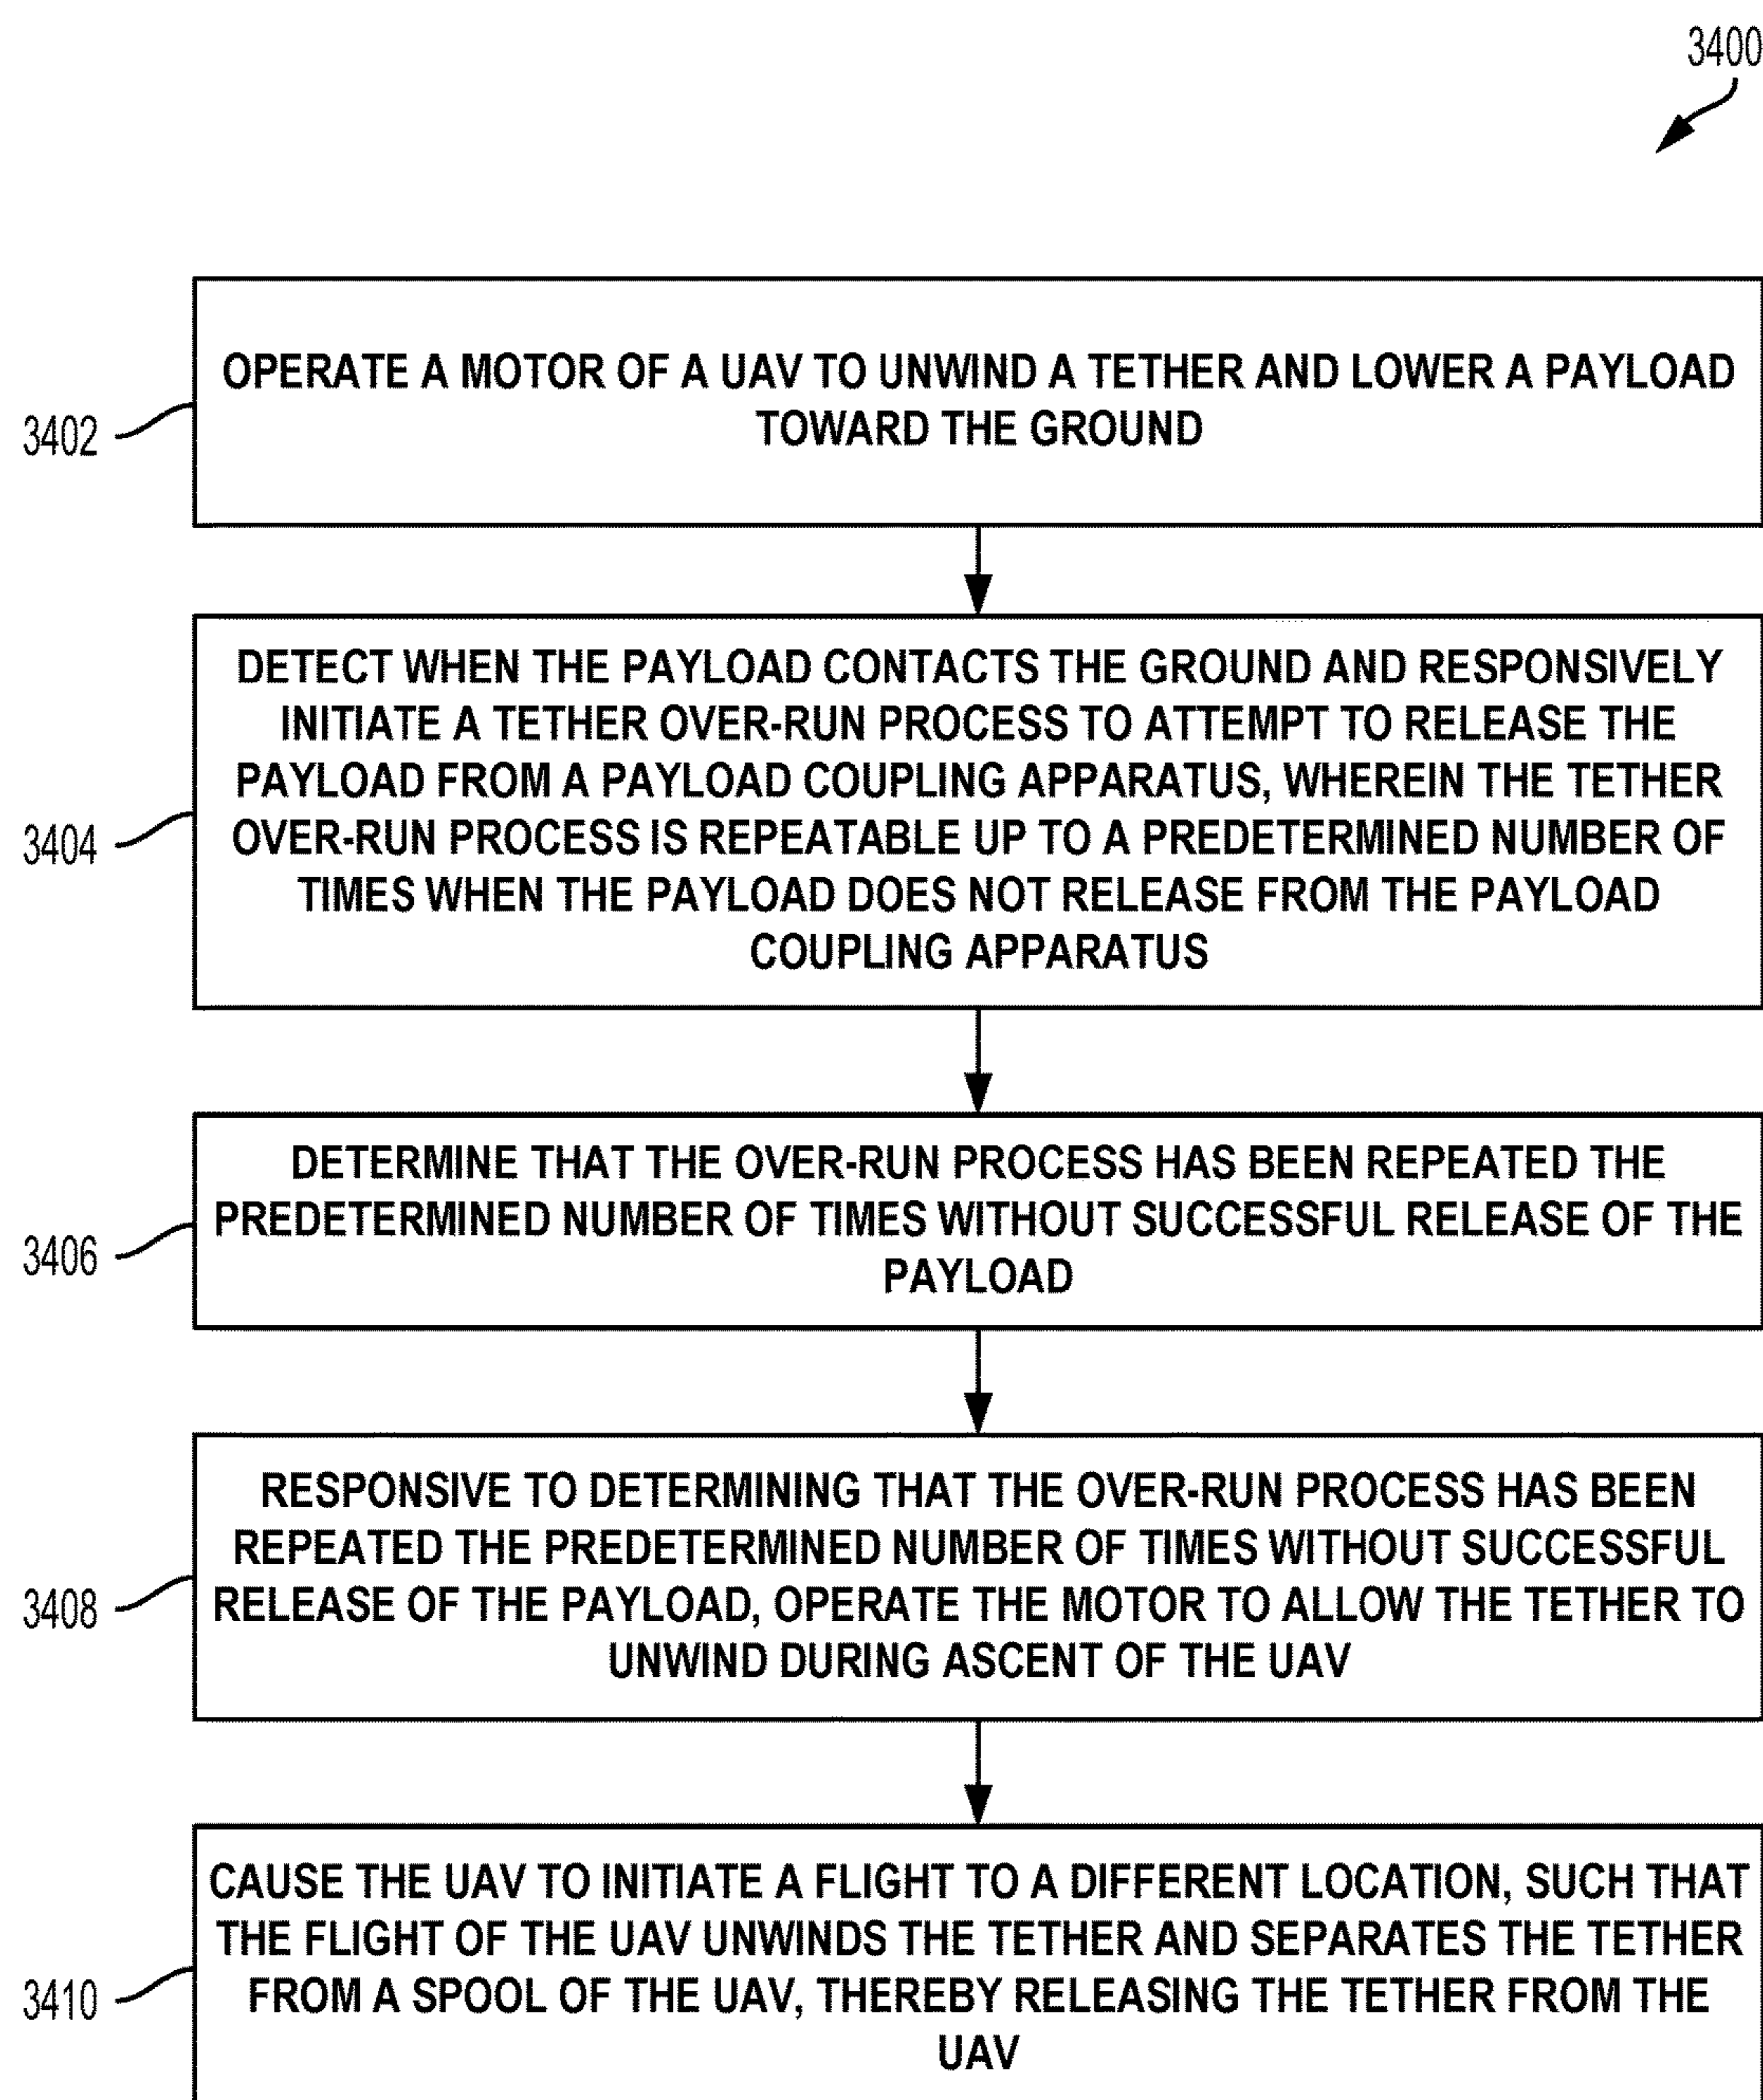 3400
OPERATE A MOTOR OF A UAV TO UNWIND A TETHER AND LOWER A PAYLOAD
TOWARD THE GROUND
3402
DETECT WHEN THE PAYLOAD CONTACTS THE GROUND AND RESPONSIVELY
INITIATE A TETHER OVER-RUN PROCESS TO ATTEMPT TO RELEASE THE
PAYLOAD FROM A PAYLOAD COUPLING APPARATUS, WHEREIN THE TETHER
OVER-RUN PROCESS IS REPEATABLE UP TO A PREDETERMINED NUMBER OF
TIMES WHEN THE PAYLOAD DOES NOT RELEASE FROM THE PAYLOAD
COUPLING APPARATUS
3404
DETERMINE THAT THE OVER-RUN PROCESS HAS BEEN REPEATED THE
PREDETERMINED NUMBER OF TIMES WITHOUT SUCCESSFUL RELEASE OF THE
PAYLOAD
3406
RESPONSIVE TO DETERMINING THAT THE OVER-RUN PROCESS HAS BEEN
REPEATED THE PREDETERMINED NUMBER OF TIMES WITHOUT SUCCESSFUL
RELEASE OF THE PAYLOAD, OPERATE THE MOTOR TO ALLOW THE TETHER TO
UNWIND DURING ASCENT OF THE UAV
3408
CAUSE THE UAV TO INITIATE A FLIGHT TO A DIFFERENT LOCATION, SUCH THAT
THE FLIGHT OF THE UAV UNWINDS THE TETHER AND SEPARATES THE TETHER
FROM A SPOOL OF THE UAV, THEREBY RELEASING THE TETHER FROM THE
UAV
3410